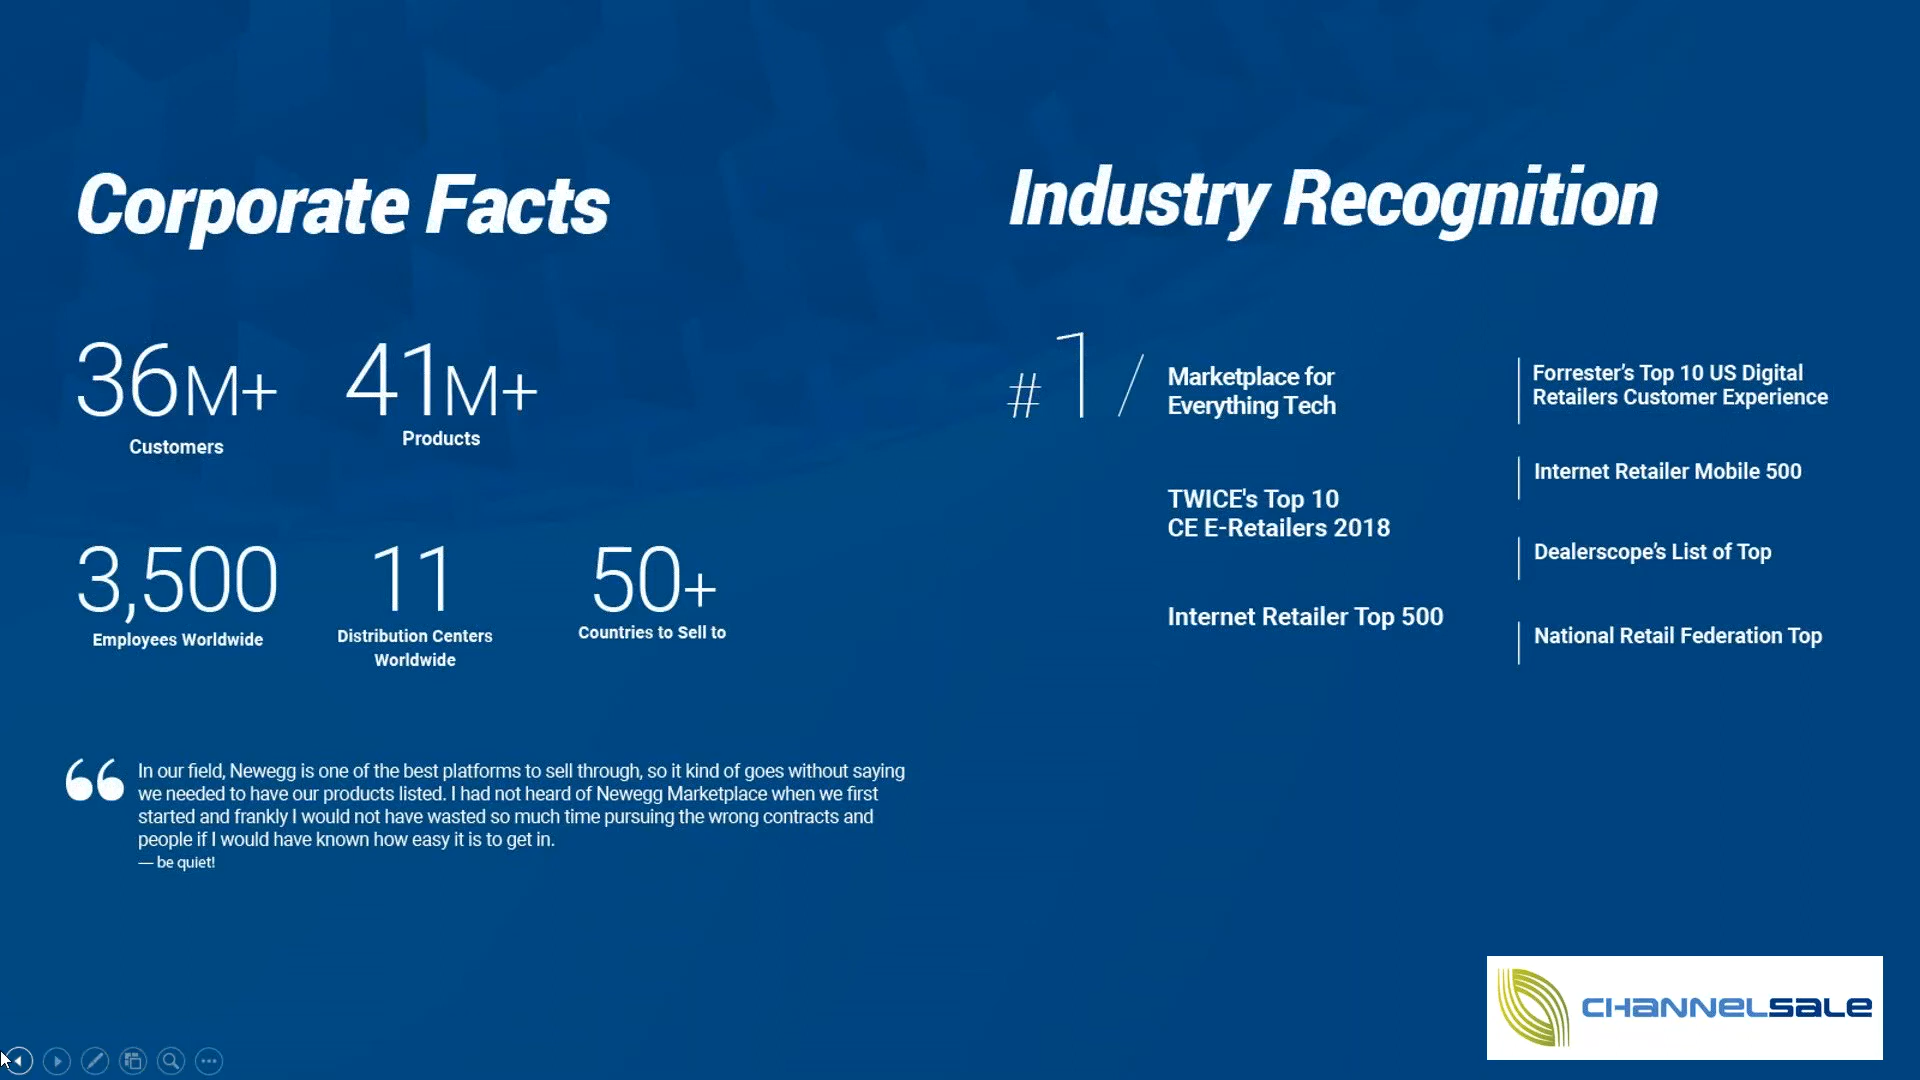 Corporate Facts
36M+
Customers
41M+
Products
3,500
Employees Worldwide
11
Distribution Centers
Worldwide
50+
Countries to Sell to
In our field, Newegg is one of the best platforms to sell through, so it kind of goes without saying
we needed to have our products listed. I had not heard of Newegg Marketplace when we first
started and frankly I would not have wasted so much time pursuing the wrong contracts and
people if I would have known how easy it is to get in.
— be quiet!
Industry Recognition
#1/
Marketplace for
Everything Tech
TWICE's Top 10
CE E-Retailers 2018
Internet Retailer Top 500
Forrester’s Top 10 US Digital
Retailers Customer Experience
Internet Retailer Mobile 500
Dealerscope’s List of Top
National Retail Federation Top
CHANNELSALE